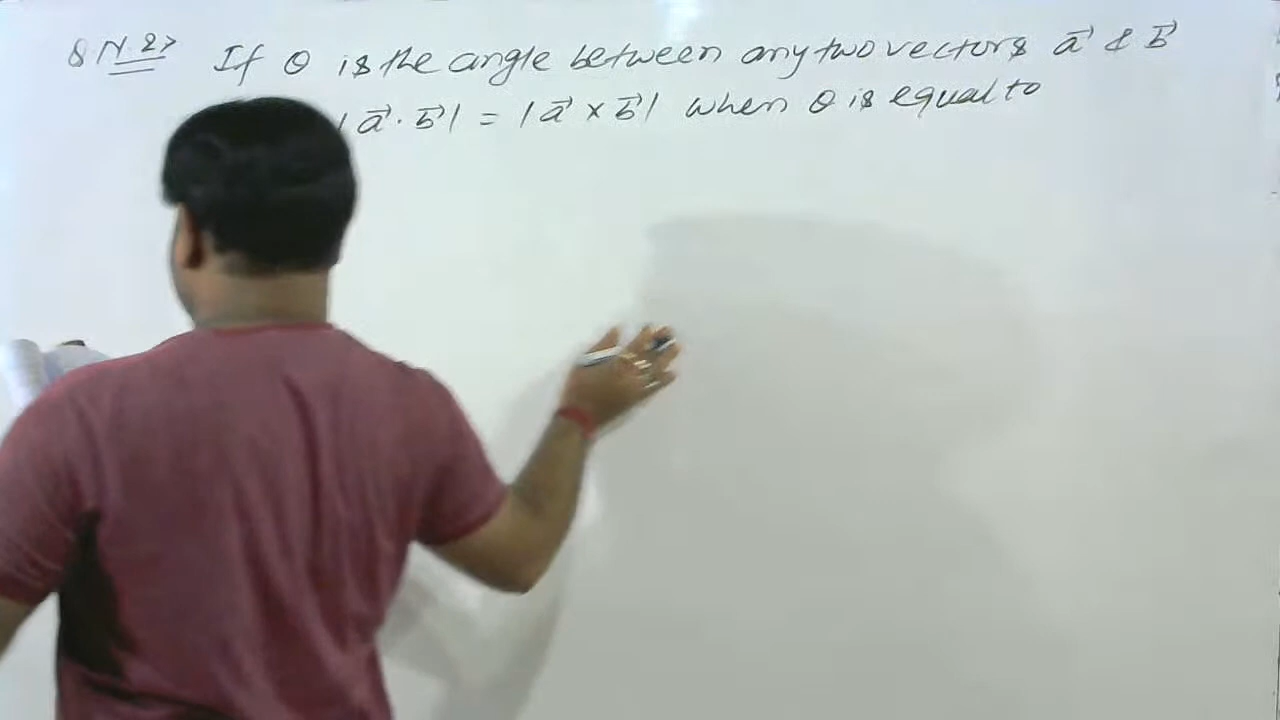 Q N. 2> If θ is the angle between any two vectors a⃗ & b⃗
|a⃗ · b⃗| = |a⃗ × b⃗| when θ is equal to